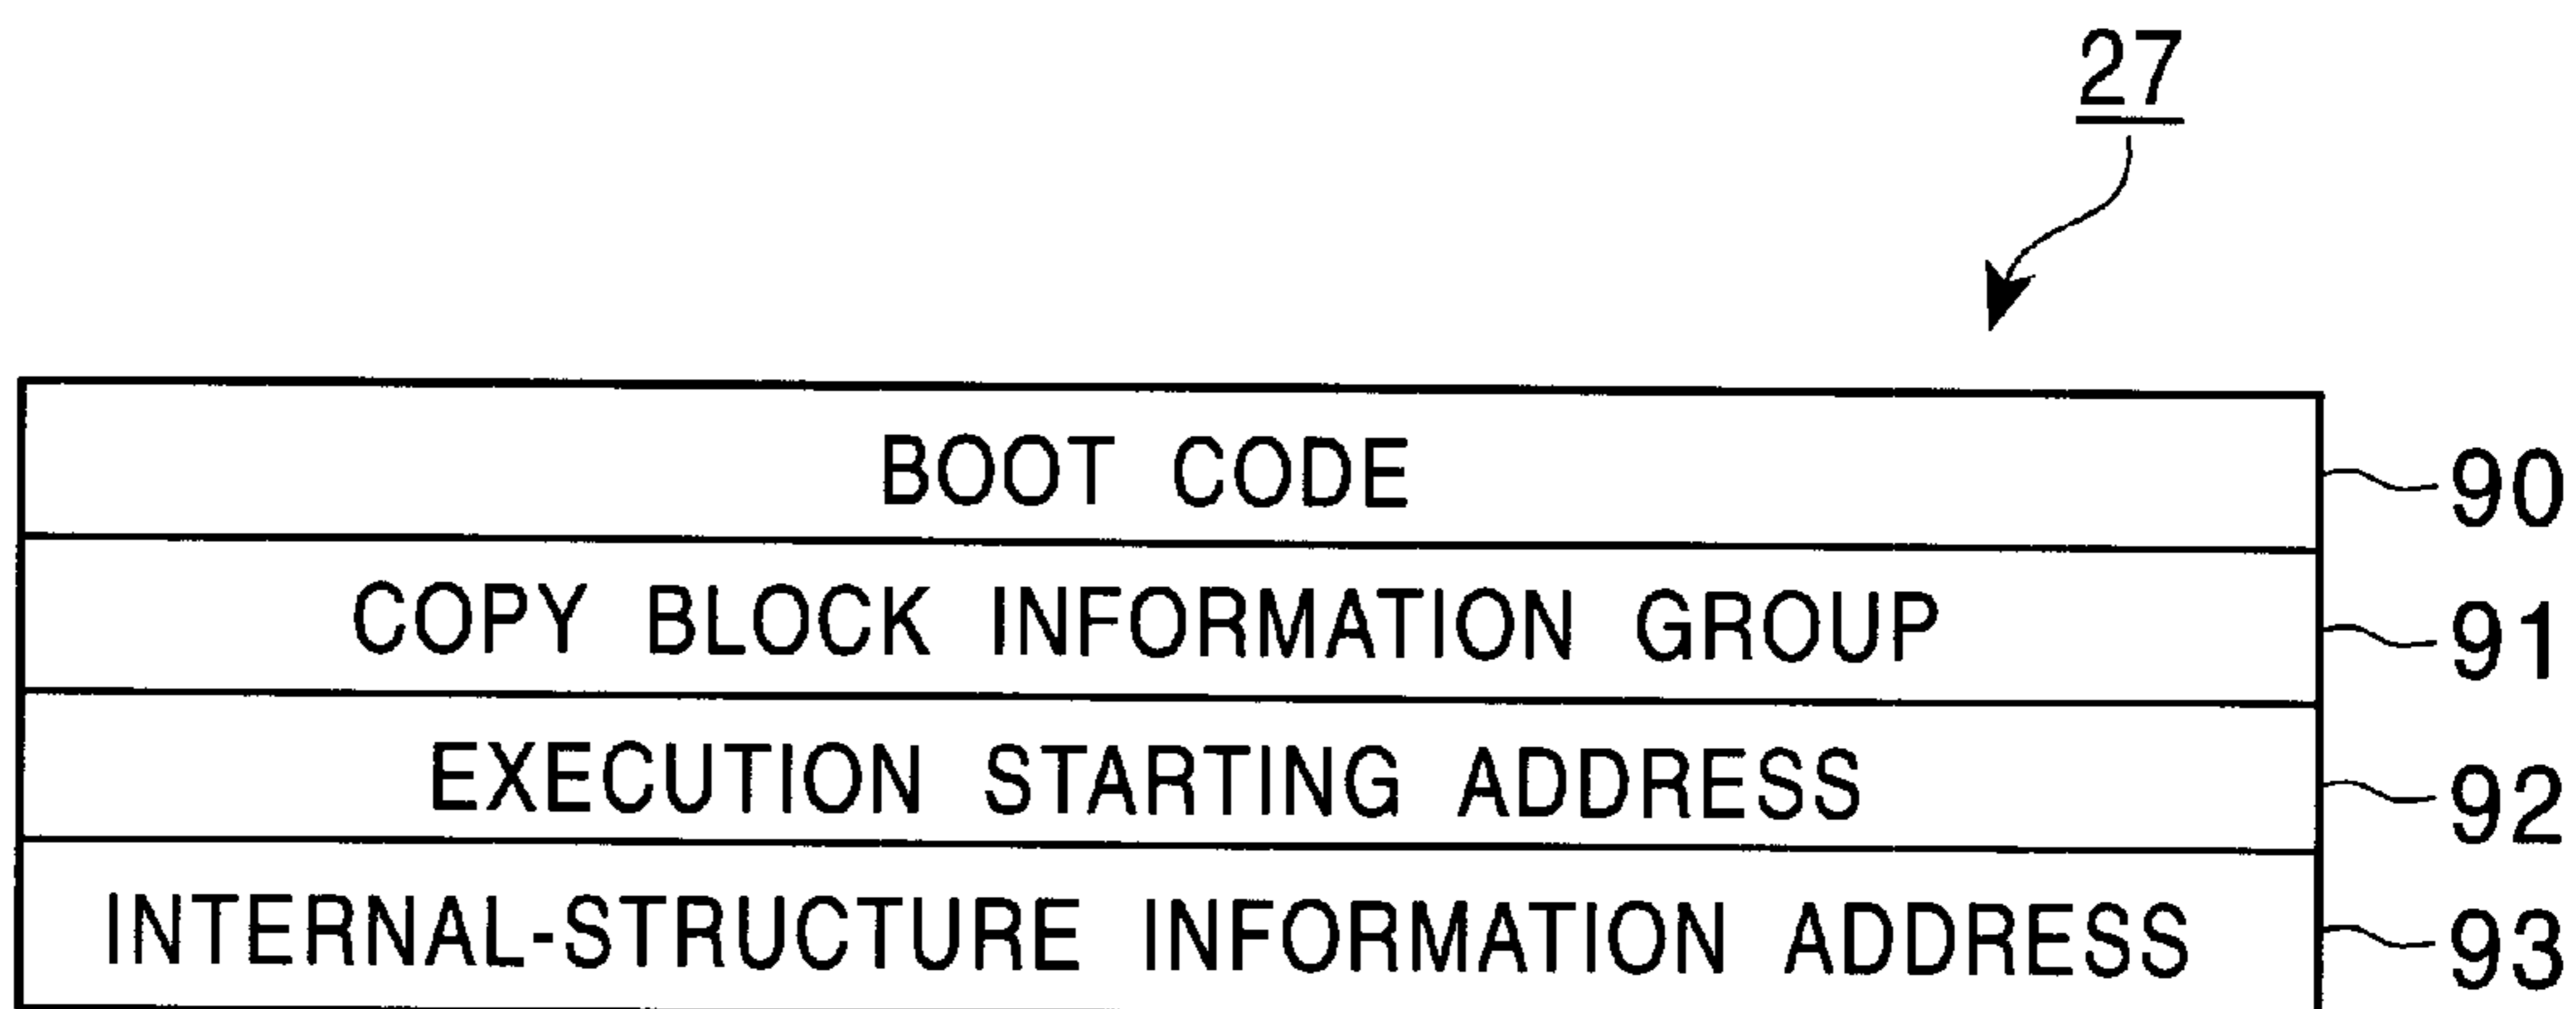 27
BOOT CODE 90
COPY BLOCK INFORMATION GROUP 91
EXECUTION STARTING ADDRESS 92
INTERNAL-STRUCTURE INFORMATION ADDRESS 93